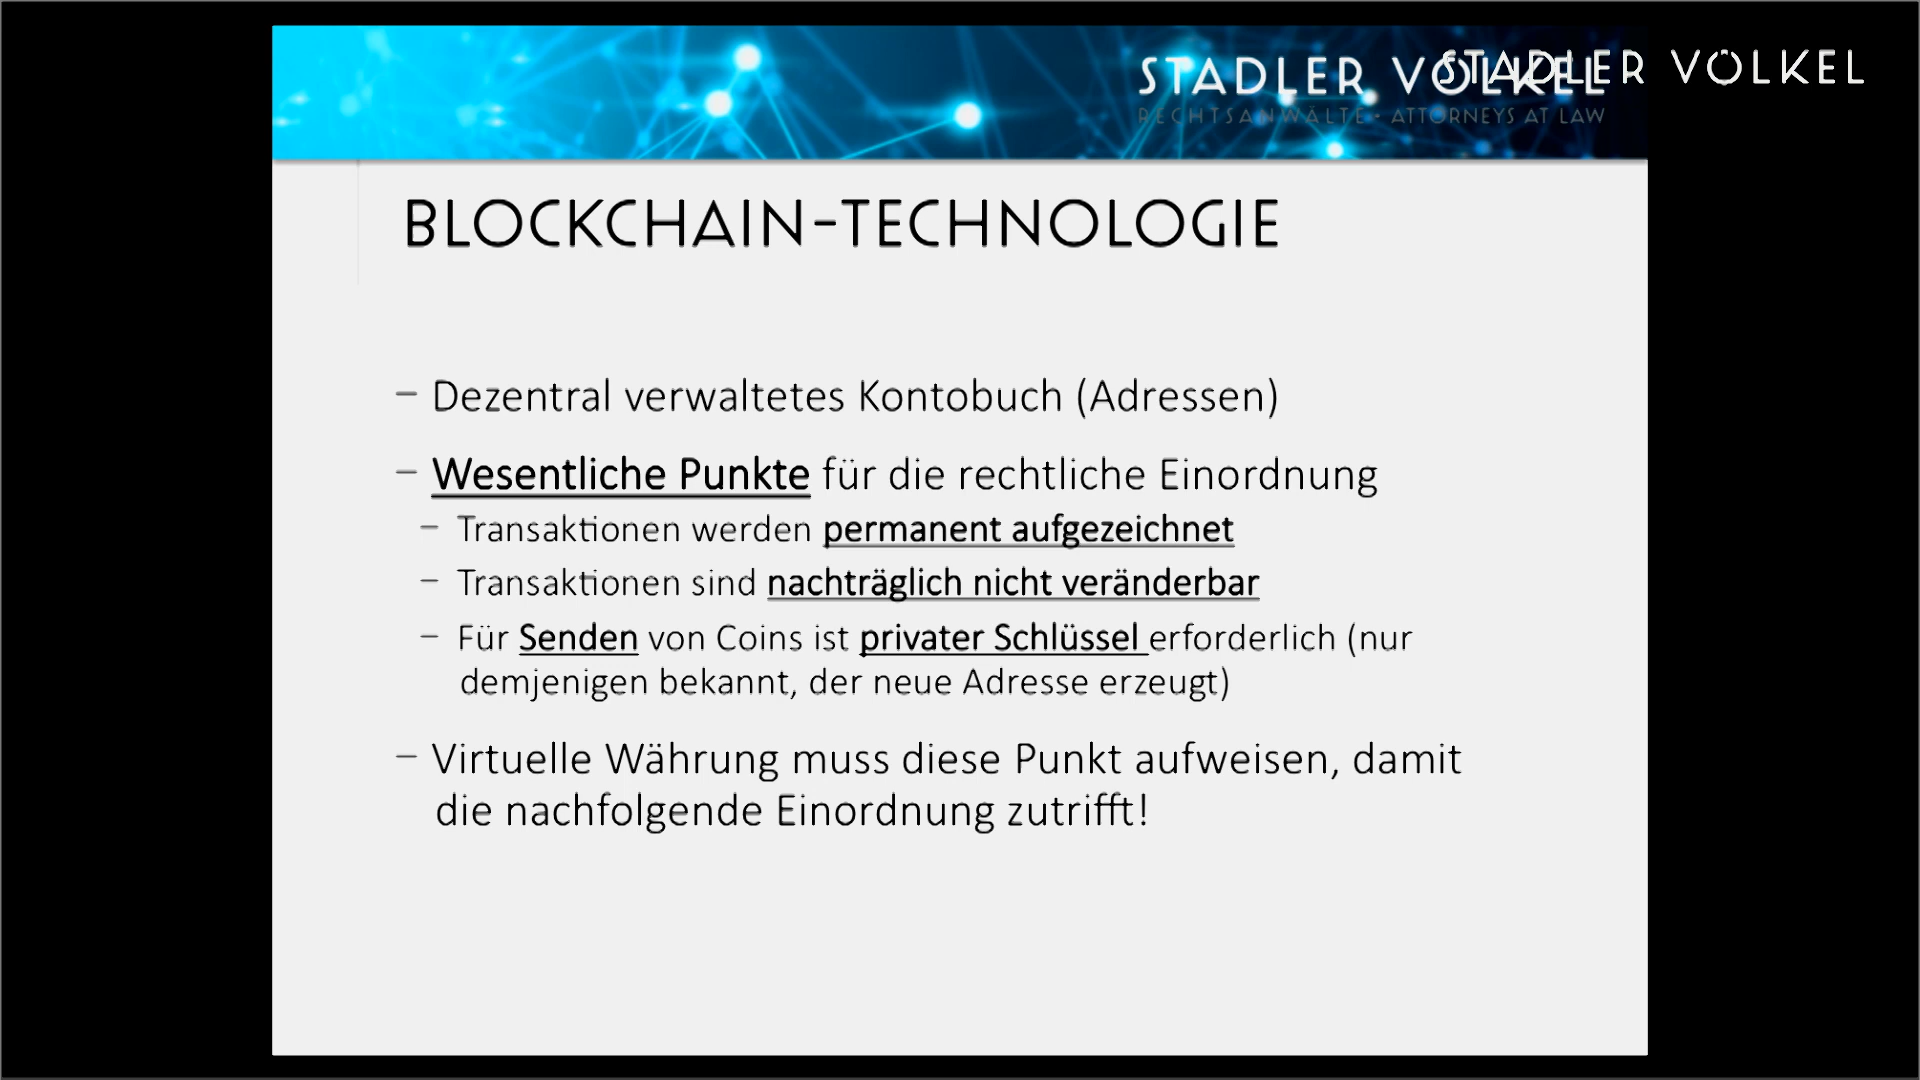 STADLER VÖLKEL
STADLER VÖLKEL
RECHTSANWÄLTE · ATTORNEYS AT LAW
BLOCKCHAIN-TECHNOLOGIE
– Dezentral verwaltetes Kontobuch (Adressen)
– Wesentliche Punkte für die rechtliche Einordnung
– Transaktionen werden permanent aufgezeichnet
– Transaktionen sind nachträglich nicht veränderbar
– Für Senden von Coins ist privater Schlüssel erforderlich (nur
demjenigen bekannt, der neue Adresse erzeugt)
– Virtuelle Währung muss diese Punkt aufweisen, damit
die nachfolgende Einordnung zutrifft!